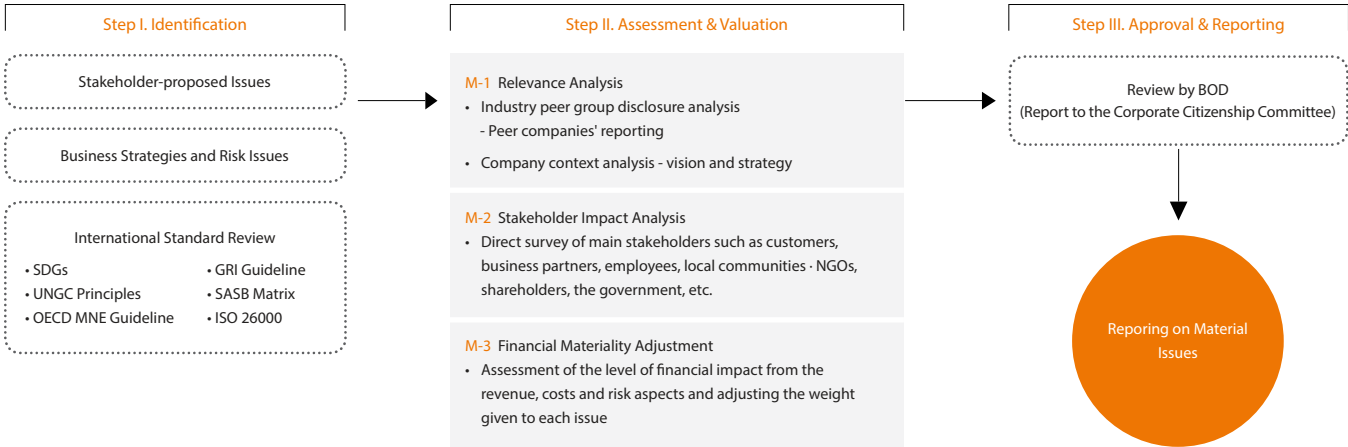 Step I. Identification
Stakeholder-proposed Issues
Business Strategies and Risk Issues
International Standard Review
• SDGs
• UNGC Principles
• OECD MNE Guideline
• GRI Guideline
• SASB Matrix
• ISO 26000
Step II. Assessment & Valuation
M-1 Relevance Analysis
• Industry peer group disclosure analysis
- Peer companies' reporting
• Company context analysis - vision and strategy
M-2 Stakeholder Impact Analysis
• Direct survey of main stakeholders such as customers,
business partners, employees, local communities · NGOs,
shareholders, the government, etc.
M-3 Financial Materiality Adjustment
• Assessment of the level of financial impact from the
revenue, costs and risk aspects and adjusting the weight
given to each issue
Step III. Approval & Reporting
Review by BOD
(Report to the Corporate Citizenship Committee)
Reporing on Material
Issues